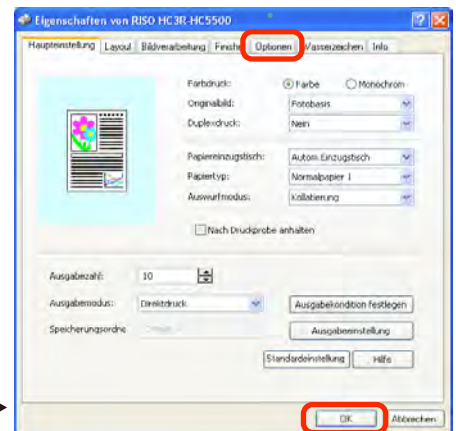 Eigenschaften von RISO HC3R-HC5500
Haupteinstellung Layout Bildverarbeitung Finisher Optionen Wasserzeichen Info
Farbdruck: Farbe Monochrom
Originalbild: Fotobasis
Duplexdruck: Nein
Papiereinzugstisch: Autom. Einzugstisch
Papiertyp: Normalpapier 1
Auswurfmodus: Kollatierung
Nach Druckprobe anhalten
Ausgabezahl: 10
Ausgabemodus: Direktdruck Ausgabekondition festlegen
Speicherungsordne Ausgabeeinstellung
Standardeinstellung Hilfe
OK Abbrechen